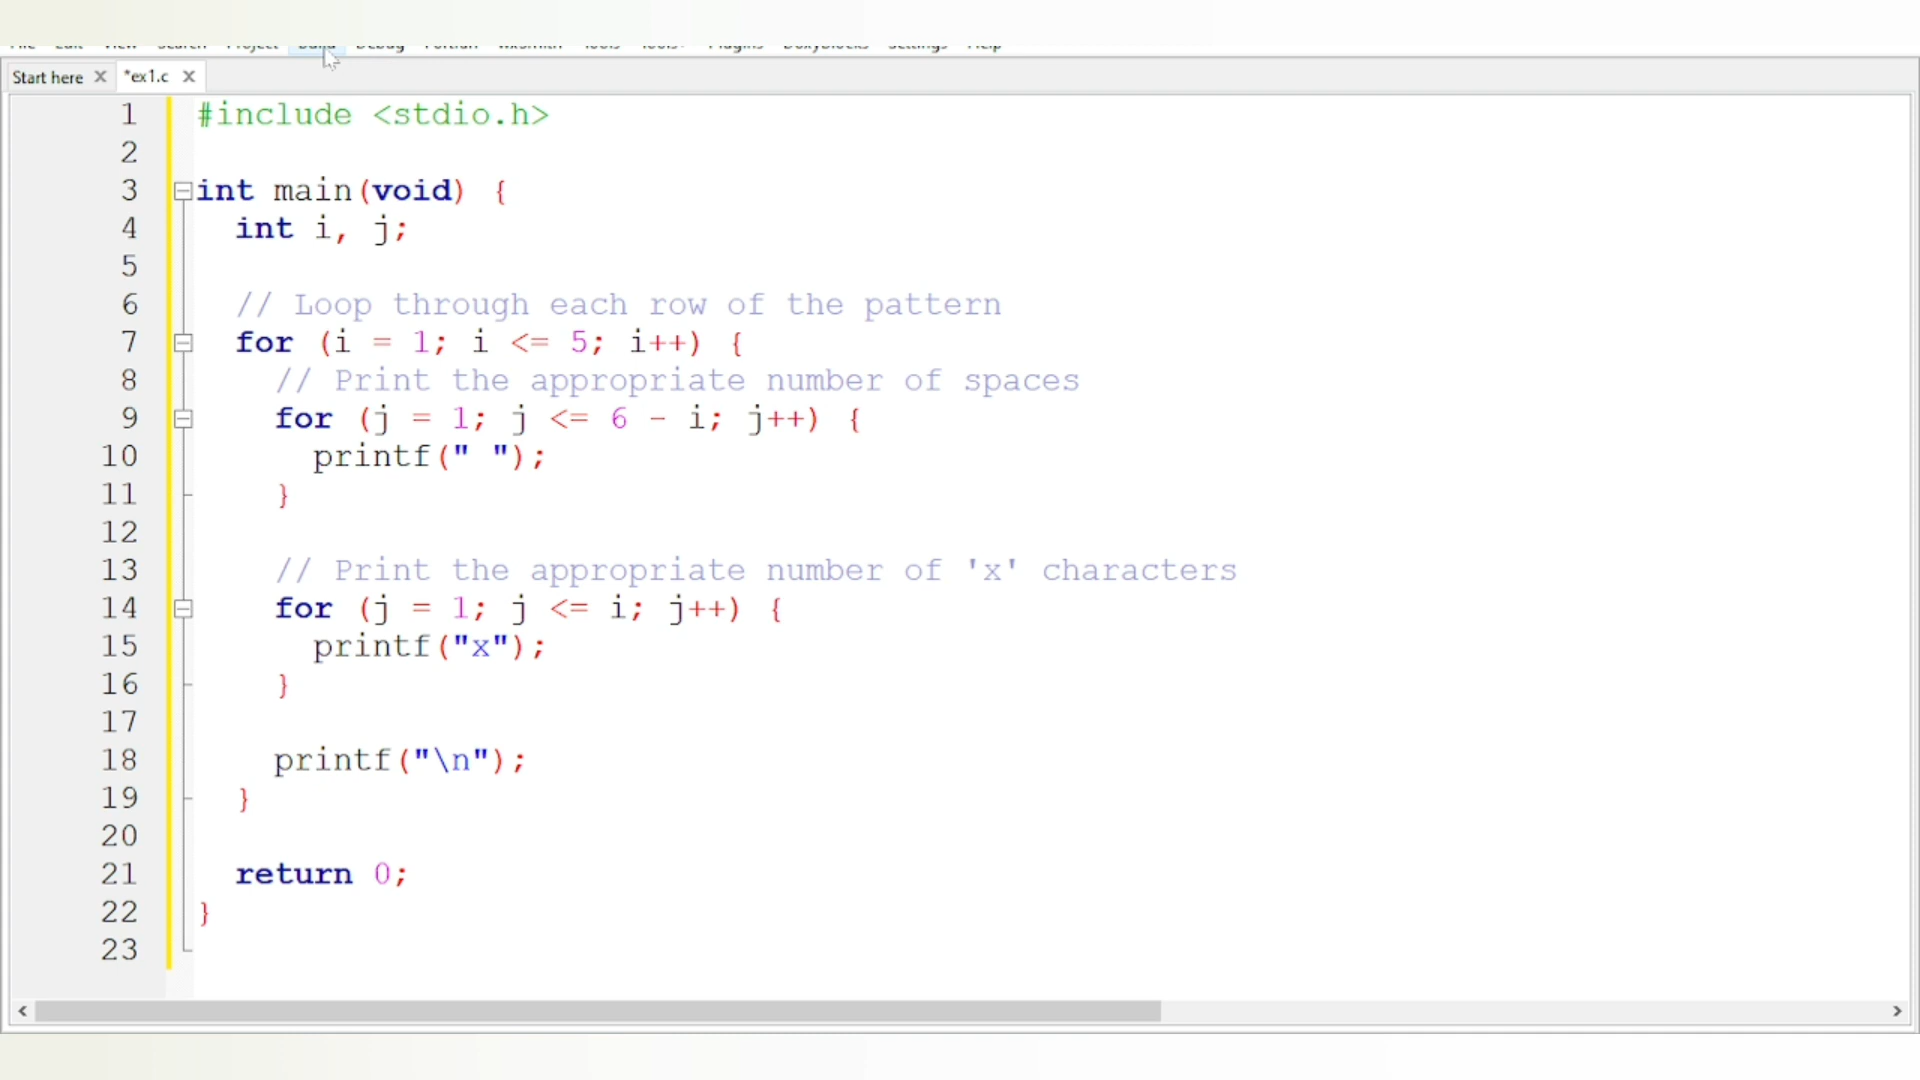 Start here *ex1.c
1 #include <stdio.h>
2
3 int main(void) {
4   int i, j;
5
6   // Loop through each row of the pattern
7   for (i = 1; i <= 5; i++) {
8     // Print the appropriate number of spaces
9     for (j = 1; j <= 6 - i; j++) {
10       printf(" ");
11     }
12
13     // Print the appropriate number of 'x' characters
14     for (j = 1; j <= i; j++) {
15       printf("x");
16     }
17
18     printf("\n");
19   }
20
21   return 0;
22 }
23